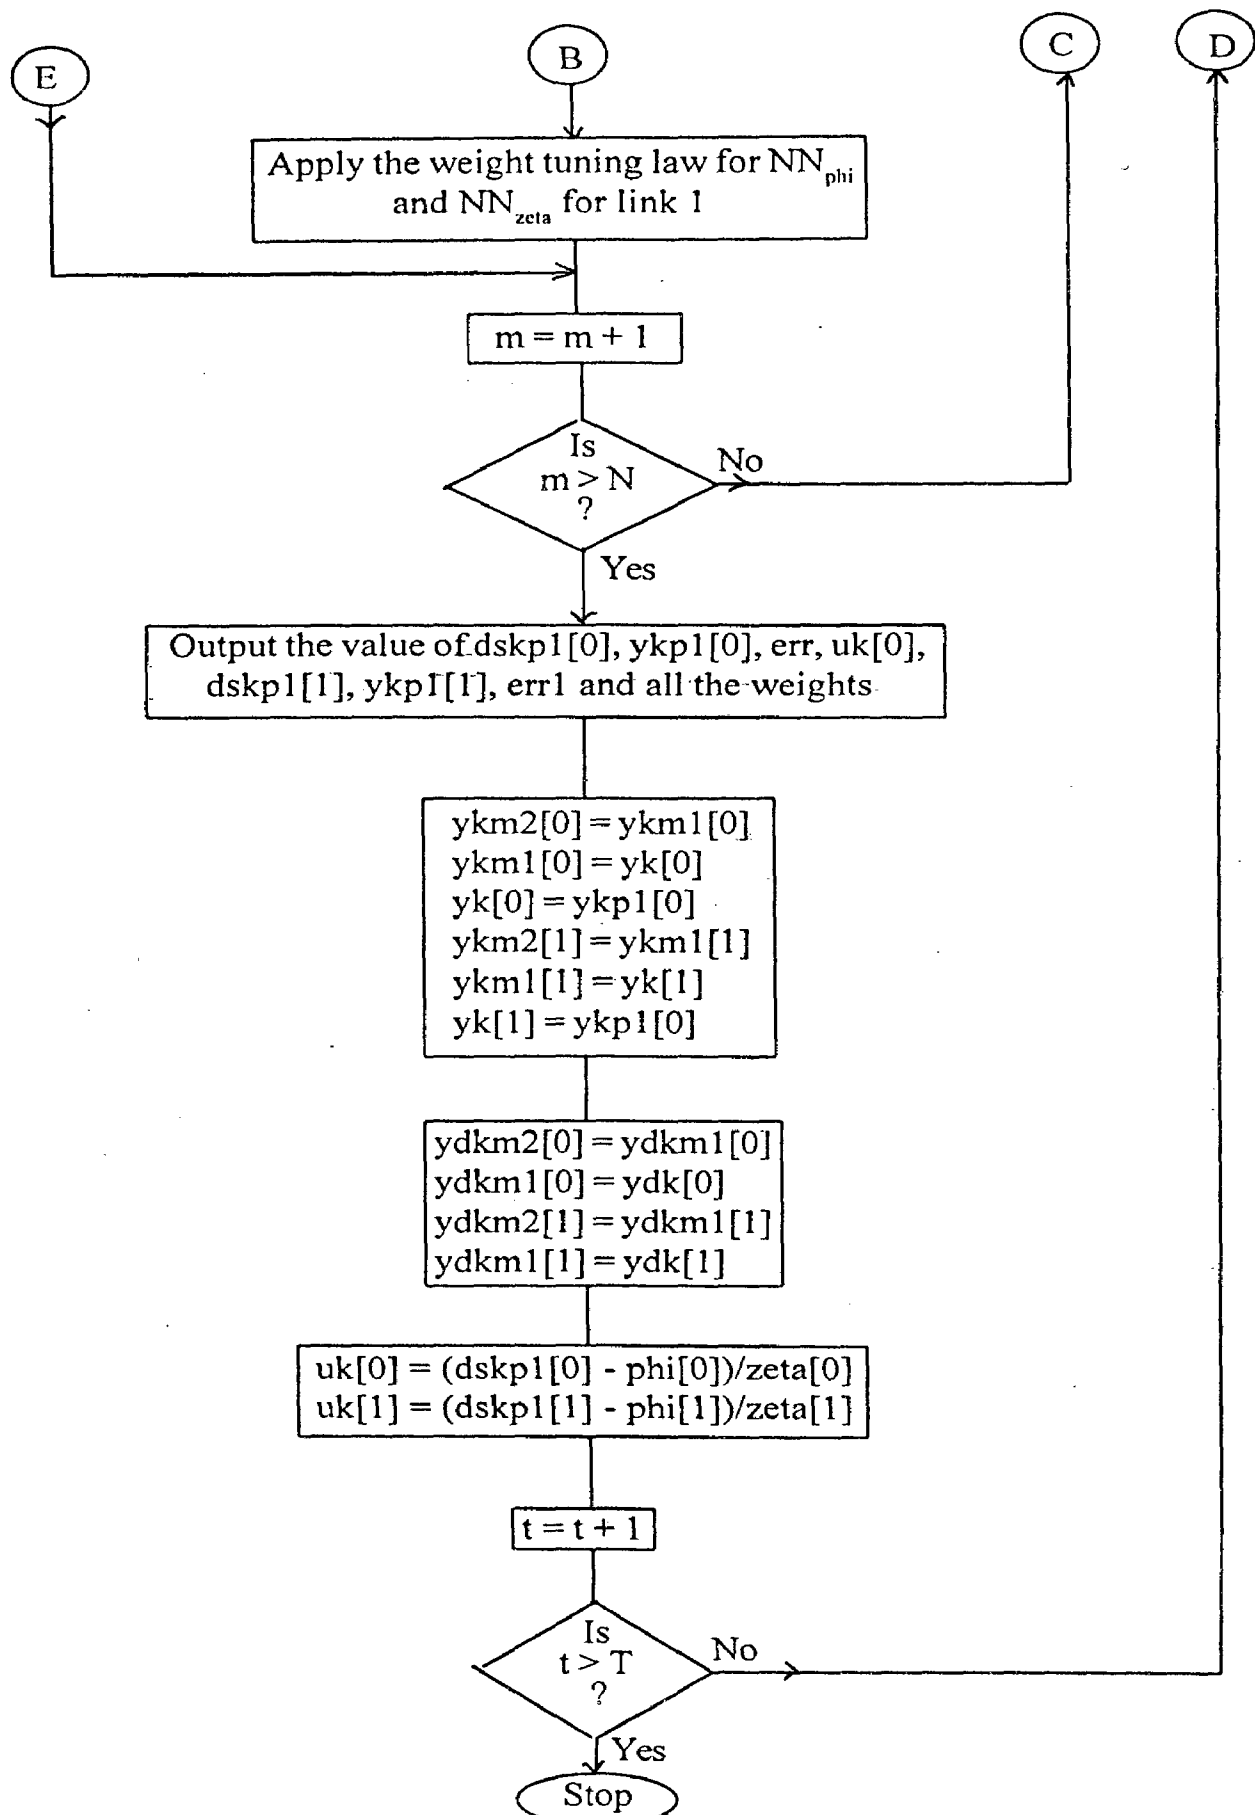 E
B
C
D
Apply the weight tuning law for NNphi
and NNzeta for link 1
m = m + 1
Is
m > N
?
No
Yes
Output the value of dskp1[0], ykp1[0], err, uk[0],
dskp1[1], ykp1[1], err1 and all the weights
ykm2[0] = ykm1[0]
ykm1[0] = yk[0]
yk[0] = ykp1[0]
ykm2[1] = ykm1[1]
ykm1[1] = yk[1]
yk[1] = ykp1[0]
ydkm2[0] = ydkm1[0]
ydkm1[0] = ydk[0]
ydkm2[1] = ydkm1[1]
ydkm1[1] = ydk[1]
uk[0] = (dskp1[0] - phi[0])/zeta[0]
uk[1] = (dskp1[1] - phi[1])/zeta[1]
t = t + 1
Is
t > T
?
No
Yes
Stop